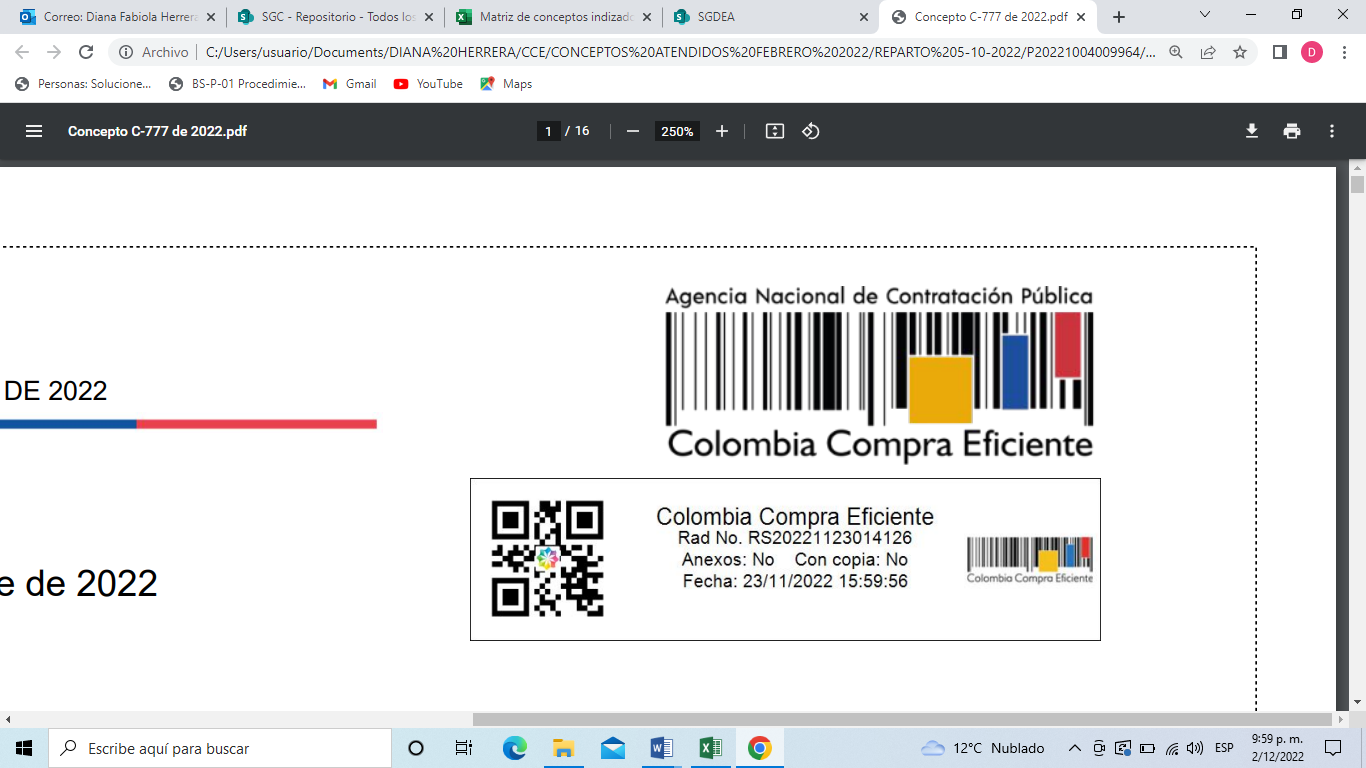 Correo: Diana Fabiola Herrera
SGC - Repositorio - Todos los
Matriz de conceptos indizado
SGDEA
Concepto C-777 de 2022.pdf
Archivo
C:/Users/usuario/Documents/DIANA%20HERRERA/CCE/CONCEPTOS%20ATENDIDOS%20FEBRERO%202022/REPARTO%205-10-2022/P20221004009964/...
D
Personas: Solucione...
BS-P-01 Procedimie...
Gmail
YouTube
Maps
Concepto C-777 de 2022.pdf
1 / 16
250%
Agencia Nacional de Contratación Pública
Colombia Compra Eficiente
DE 2022
Colombia Compra Eficiente
Rad No. RS20221123014126
Anexos: No Con copia: No
Fecha: 23/11/2022 15:59:56
Colombia Compra Eficiente
e de 2022
Escribe aquí para buscar
12°C Nublado
ESP
9:59 p. m.
2/12/2022